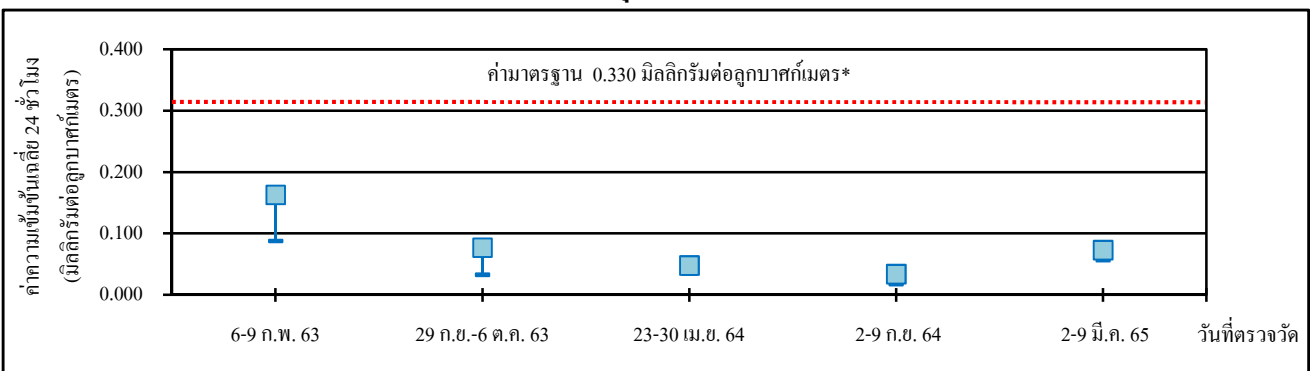 ค่าความเข้มข้นเฉลี่ย 24 ชั่วโมง
(มิลลิกรัมต่อลูกบาศก์เมตร)
0.400
ค่ามาตรฐาน 0.330 มิลลิกรัมต่อลูกบาศก์เมตร*
0.300
0.200
0.100
0.000
6-9 ก.พ. 63 29 ก.ย.-6 ต.ค. 63 23-30 เม.ย. 64 2-9 ก.ย. 64 2-9 มี.ค. 65 วันที่ตรวจวัด